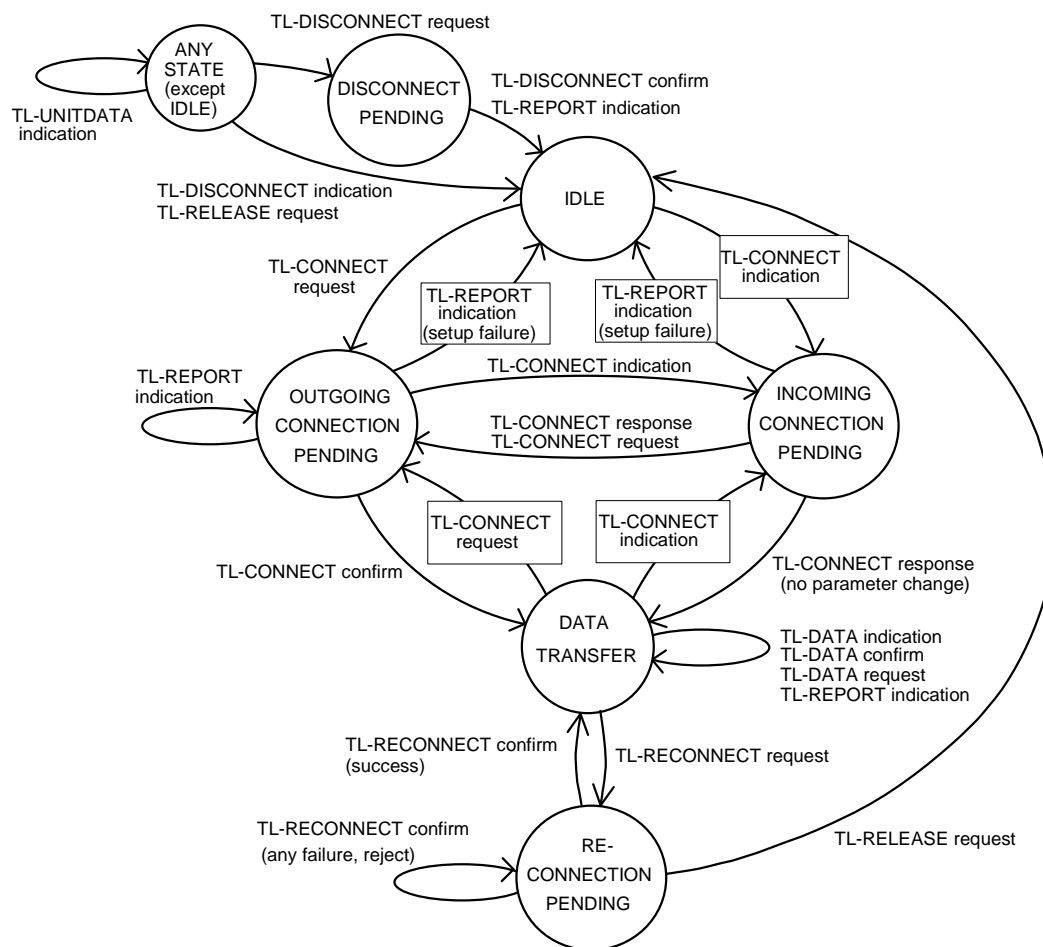 TL-DISCONNECT request
ANY
STATE
(except
IDLE)
DISCONNECT
PENDING
TL-DISCONNECT confirm
TL-REPORT indication
TL-UNITDATA
indication
TL-DISCONNECT indication
TL-RELEASE request
IDLE
TL-CONNECT
request
TL-REPORT
indication
(setup failure)
TL-REPORT
indication
(setup failure)
TL-CONNECT
indication
TL-REPORT
indication
OUTGOING
CONNECTION
PENDING
TL-CONNECT indication
TL-CONNECT response
TL-CONNECT request
INCOMING
CONNECTION
PENDING
TL-CONNECT
request
TL-CONNECT
indication
TL-CONNECT confirm
TL-CONNECT response
(no parameter change)
DATA
TRANSFER
TL-DATA indication
TL-DATA confirm
TL-DATA request
TL-REPORT indication
TL-RECONNECT confirm
(success)
TL-RECONNECT request
TL-RECONNECT confirm
(any failure, reject)
RE-
CONNECTION
PENDING
TL-RELEASE request